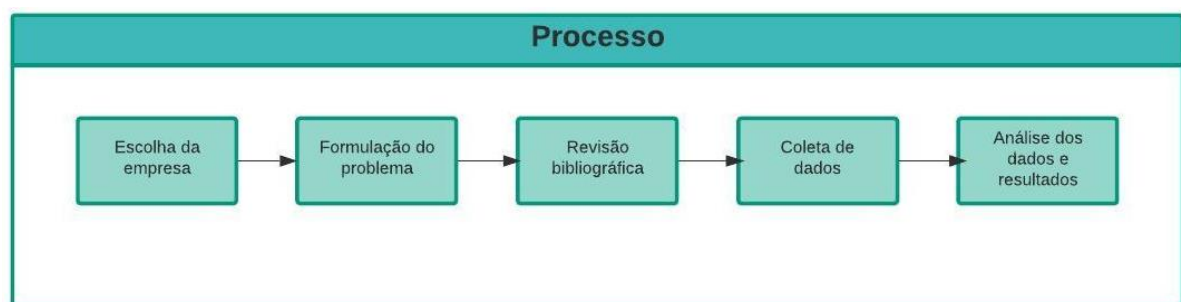 Processo
Escolha da
empresa
Formulação do
problema
Revisão
bibliográfica
Coleta de
dados
Análise dos
dados e
resultados